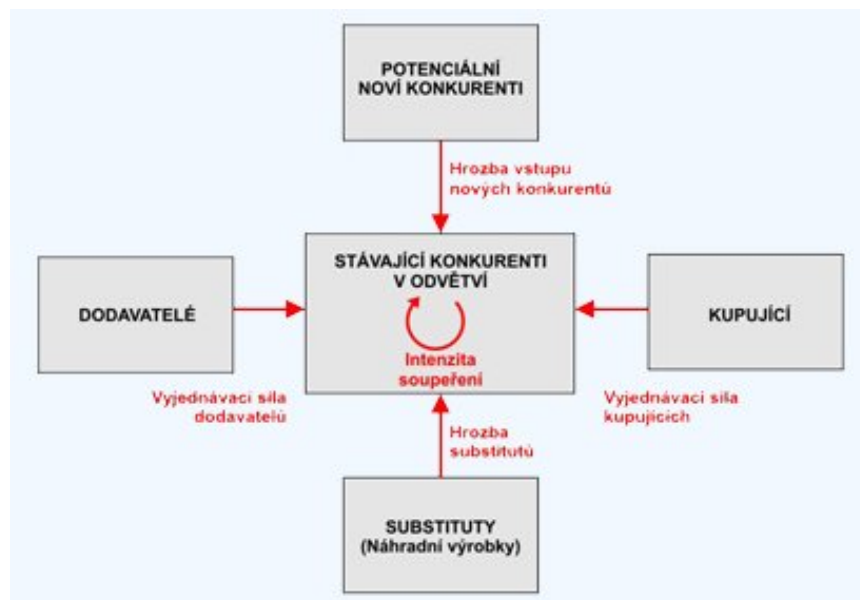 POTENCIÁLNÍ
NOVÍ KONKURENTI
Hrozba vstupu
nových konkurentů
STÁVAJÍCÍ KONKURENTI
V ODVĚTVÍ
Intenzita
soupeření
DODAVATELÉ
Vyjednávací síla
dodavatelů
KUPUJÍCÍ
Vyjednávací síla
kupujících
Hrozba
substitutů
SUBSTITUTY
(Náhradní výrobky)